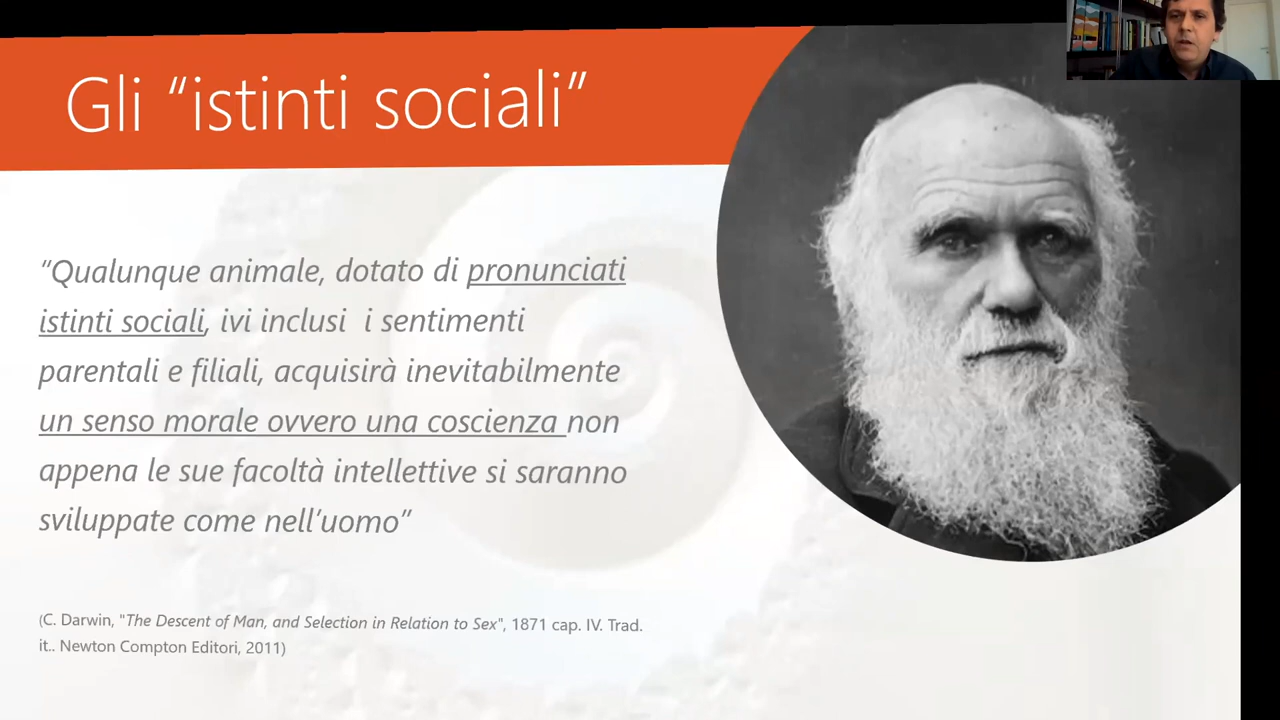 Gli “istinti sociali”
“Qualunque animale, dotato di pronunciati
istinti sociali, ivi inclusi i sentimenti
parentali e filiali, acquisirà inevitabilmente
un senso morale ovvero una coscienza non
appena le sue facoltà intellettive si saranno
sviluppate come nell’uomo”
(C. Darwin, "The Descent of Man, and Selection in Relation to Sex", 1871 cap. IV. Trad.
it.. Newton Compton Editori, 2011)